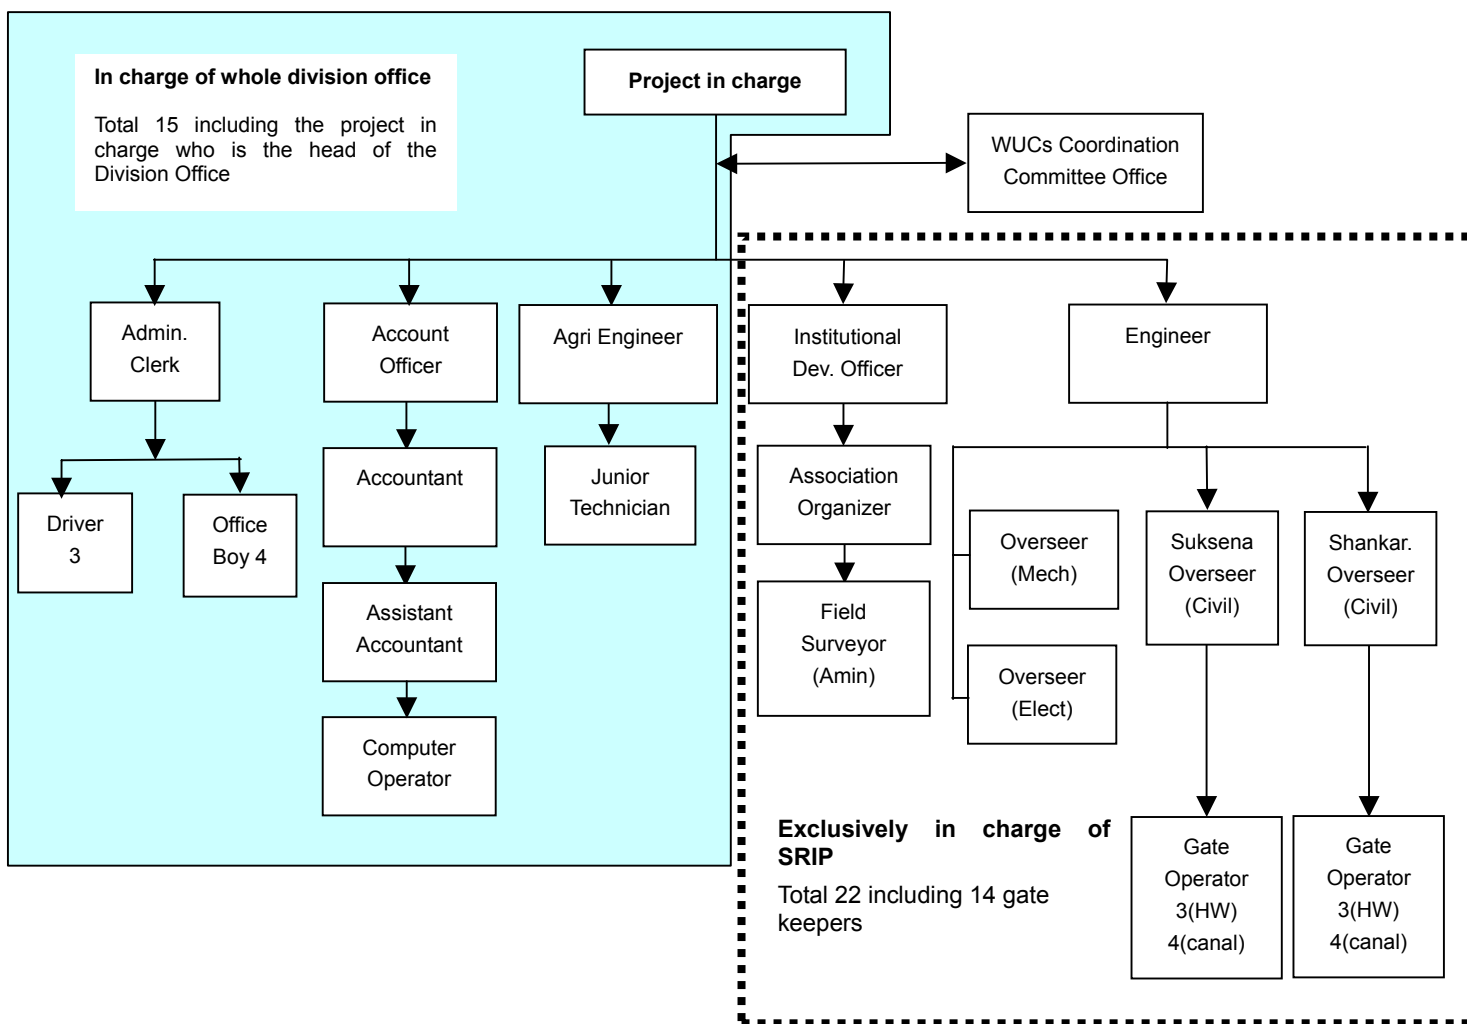 In charge of whole division office
Total 15 including the project in
charge who is the head of the
Division Office
Project in charge
WUCs Coordination
Committee Office
Admin.
Clerk
Account
Officer
Agri Engineer
Institutional
Dev. Officer
Engineer
Driver
3
Office
Boy 4
Accountant
Junior
Technician
Association
Organizer
Overseer
(Mech)
Suksena
Overseer
(Civil)
Shankar.
Overseer
(Civil)
Assistant
Accountant
Field
Surveyor
(Amin)
Overseer
(Elect)
Computer
Operator
Exclusively in charge of
SRIP
Total 22 including 14 gate
keepers
Gate
Operator
3(HW)
4(canal)
Gate
Operator
3(HW)
4(canal)